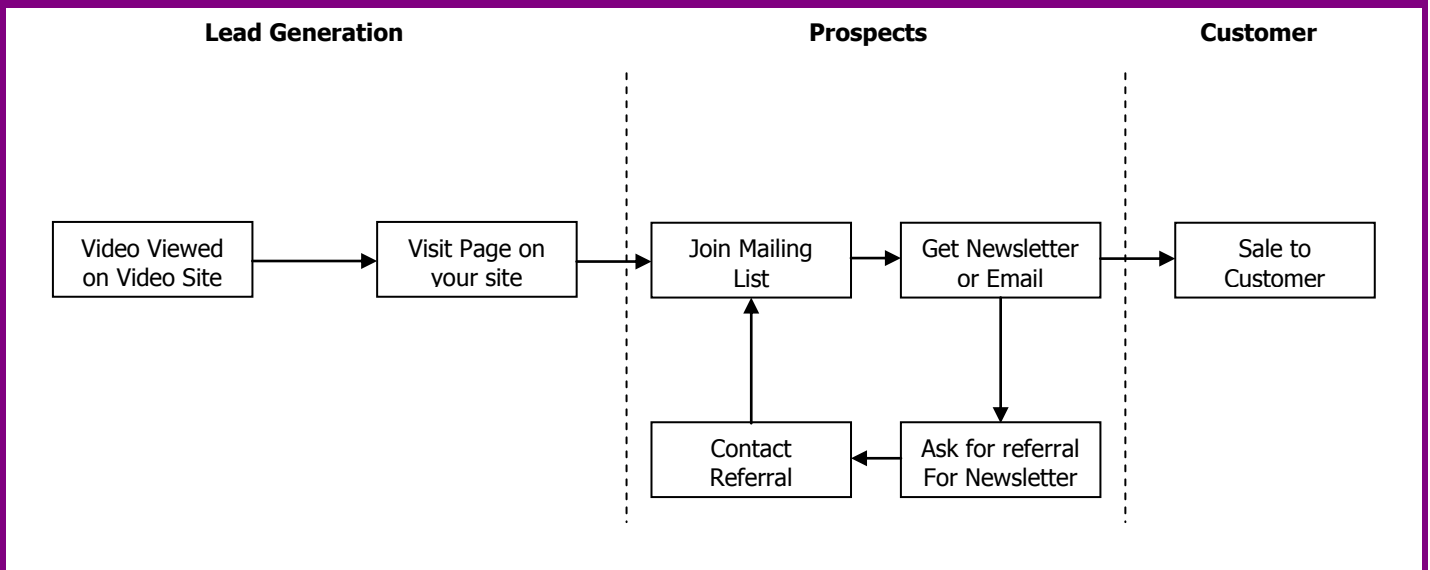 Lead Generation
Prospects
Customer
Video Viewed
on Video Site
Visit Page on
your site
Join Mailing
List
Get Newsletter
or Email
Sale to
Customer
Contact
Referral
Ask for referral
For Newsletter